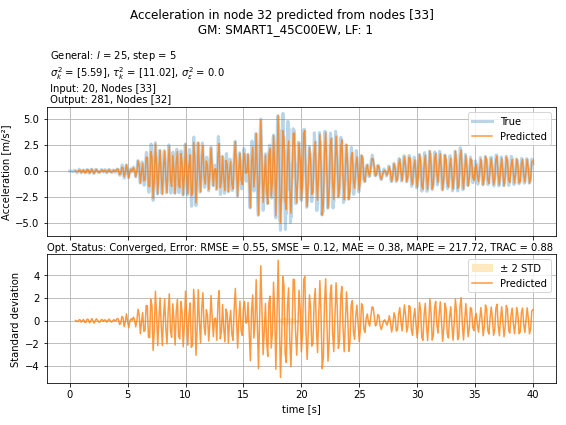 Acceleration in node 32 predicted from nodes [33]
GM: SMART1_45C00EW, LF: 1
General: l = 25, step = 5
σ²ₖ = [5.59], τ²ₖ = [11.02], σ²ε = 0.0
Input: 20, Nodes [33]
Output: 281, Nodes [32]
Acceleration [m/s²]
5.0
2.5
0.0
−2.5
−5.0
True
Predicted
Opt. Status: Converged, Error: RMSE = 0.55, SMSE = 0.12, MAE = 0.38, MAPE = 217.72, TRAC = 0.88
Standard deviation
4
2
0
−2
−4
± 2 STD
Predicted
0 5 10 15 20 25 30 35 40
time [s]